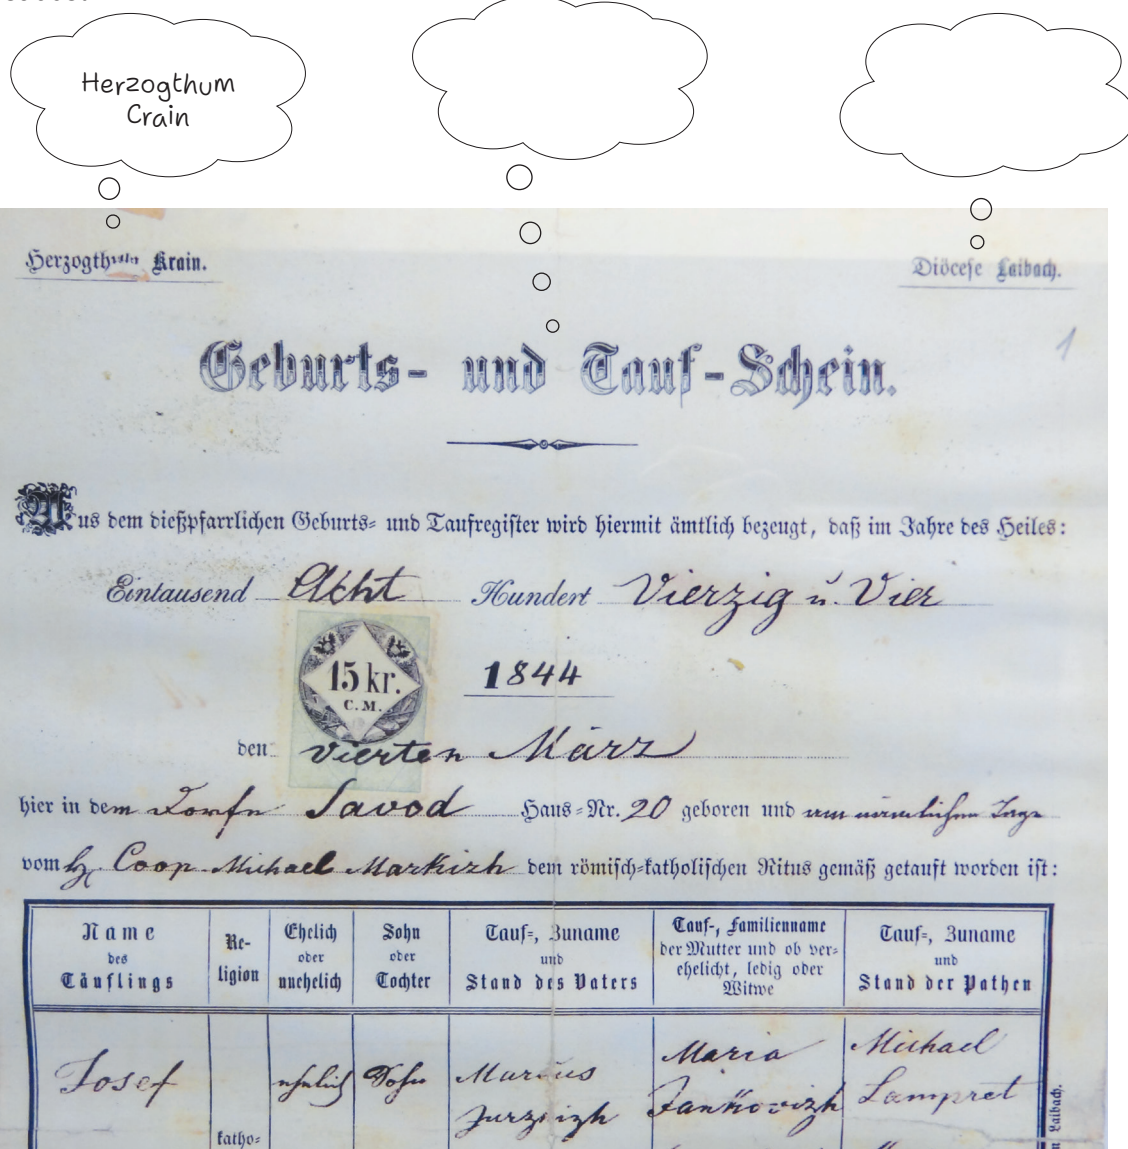 Herzogthum
Crain
Herzogthum Krain.
Diöcese Laibach.
1
Geburts- und Tauf-Schein.
Aus dem dießpfarrlichen Geburts- und Taufregister wird hiermit ämtlich bezeugt, daß im Jahre des Heiles:
Eintausend Acht Hundert Vierzig u. Vier
15 kr.
C. M.
1844
den vierten März
hier in dem Dorfe Savod Haus-Nr. 20 geboren und am nämlichen Tage
vom H. Coop Michael Markizh dem römisch-katholischen Ritus gemäß getauft worden ist:
Name
des
Täuflings
Re-
ligion
Ehelich
oder
unehelich
Sohn
oder
Tochter
Tauf-, Zuname
und
Stand des Vaters
Tauf-, Familienname
der Mutter und ob ver-
ehelicht, ledig oder
Witwe
Tauf-, Zuname
und
Stand der Pathen
Josef
katho-
ehelich
Sohn
Marcus
Maria
Jankovizh
Michael
Lampret
Laibach.